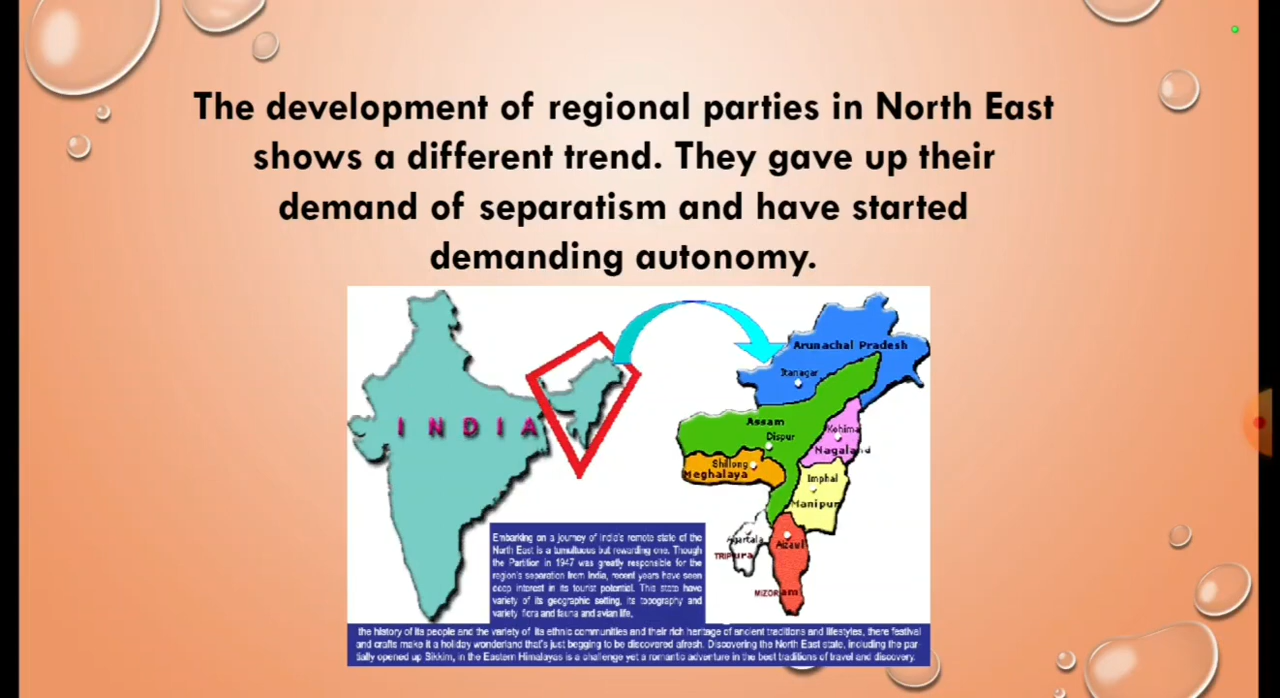 The development of regional parties in North East
shows a different trend. They gave up their
demand of separatism and have started
demanding autonomy.
INDIA
Arunachal Pradesh
Itanagar
Assam
Dispur
Kohima
Nagaland
Shillong
Meghalaya
Imphal
Manipur
Agartala
TRIPura
Aizawl
MIZORam
Embarking on a journey of India's remote state of the
North East is a tumultuous but rewarding one. Though
the Partition in 1947 was greatly responsible for the
region's separation from India, recent years have seen
deep interest in its tourist potential. This state have
variety of its geographic setting, its topography and
variety flora and fauna and avian life,
the history of its people and the variety of its ethnic communities and their rich heritage of ancient traditions and lifestyles, there festival
and crafts make it a holiday wonderland that's just begging to be discovered afresh. Discovering the North East state, including the par
tially opened up Sikkim, in the Eastern Himalayas is a challenge yet a romantic adventure in the best traditions of travel and discovery.